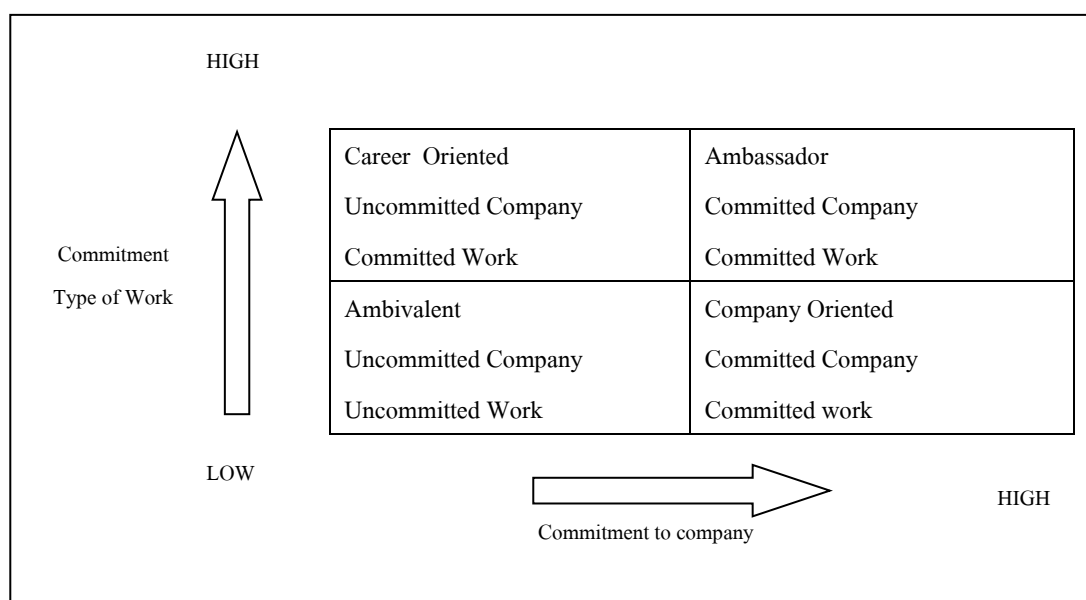 HIGH
Career Oriented
Uncommitted Company
Committed Work
Ambassador
Committed Company
Committed Work
Commitment
Type of Work
Ambivalent
Uncommitted Company
Uncommitted Work
Company Oriented
Committed Company
Committed work
LOW
HIGH
Commitment to company